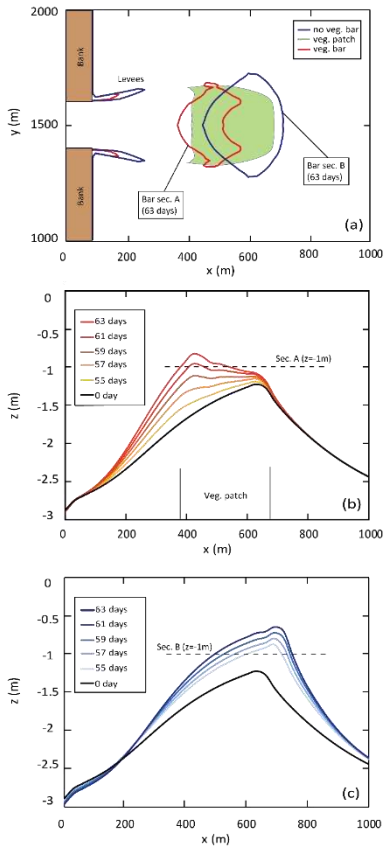 2000
no veg. bar
veg. patch
veg. bar
Bank
Levees
y (m)
1500
Bank
Bar sec. A
(63 days)
Bar sec. B
(63 days)
(a)
1000
0 200 400 600 800 1000
x (m)
0
63 days
61 days
59 days
57 days
55 days
0 day
Sec. A (z=-1m)
-0.5
-1
-1.5
-2
-2.5
-3
z (m)
Veg. patch
(b)
0 200 400 600 800 1000
x (m)
0
63 days
61 days
59 days
57 days
55 days
0 day
Sec. B (z=-1m)
-0.5
-1
-1.5
-2
-2.5
-3
z (m)
(c)
0 200 400 600 800 1000
x (m)